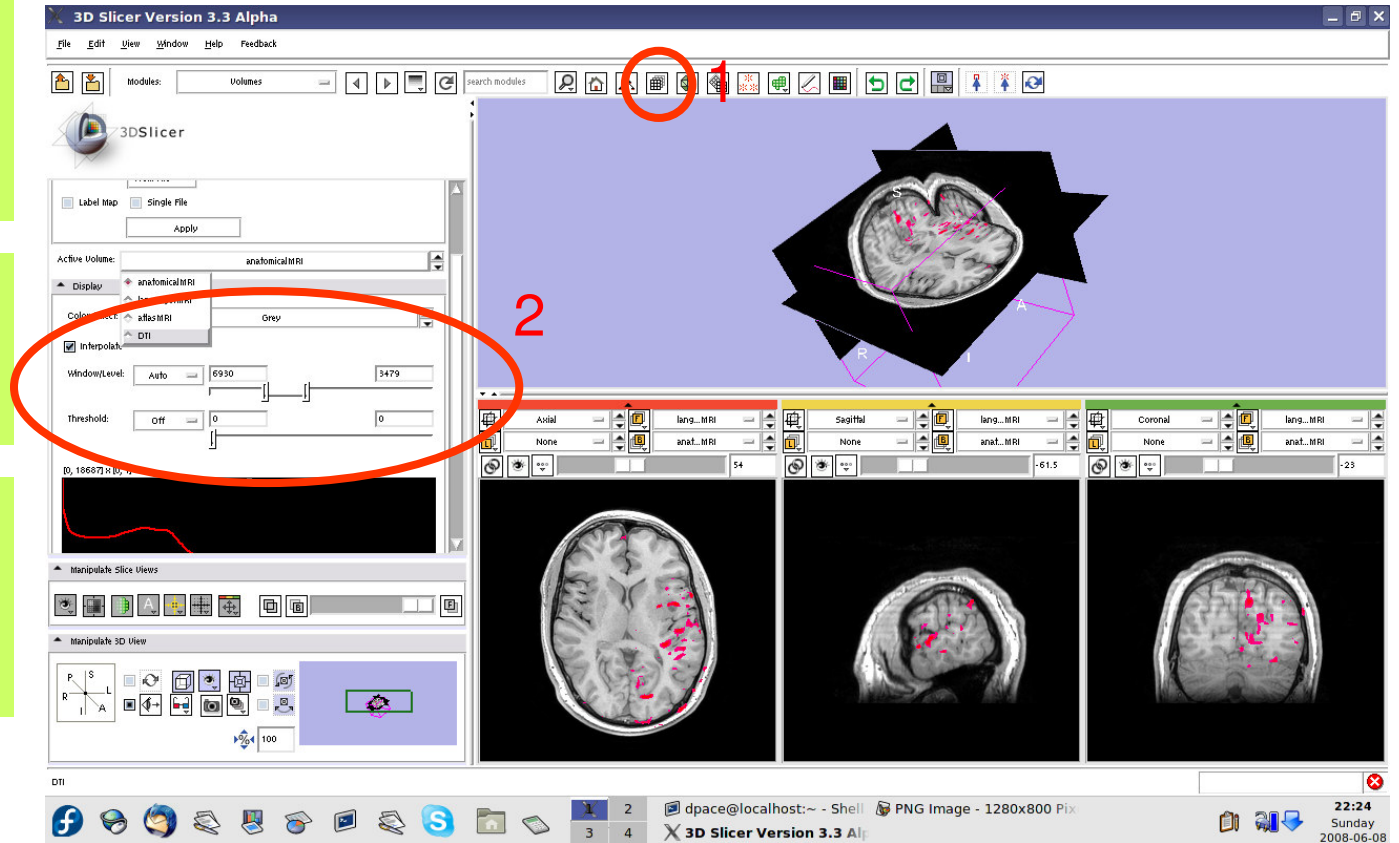 3D Slicer Version 3.3 Alpha
File Edit View Window Help Feedback
Modules: Volumes search modules
1
3DSlicer
Label Map Single File
Apply
Active Volume: anatomicalMRI
Display
anatomicalMRI
atlasMRI
DTI
Grey
Interpolate
Window/Level: Auto 6930 3479
Threshold: Off 0 0
2
S
A
R
I
Axial lang...MRI
None anat...MRI
54
Sagittal lang...MRI
None anat...MRI
-61.5
Coronal lang...MRI
None anat...MRI
-23
Manipulate Slice Views
Manipulate 3D View
P S
R L
I A
% 100
DTI
1 2
3 4
dpace@localhost:~ - Shell
PNG Image - 1280x800 Pix
3D Slicer Version 3.3 Alp
22:24
Sunday
2008-06-08